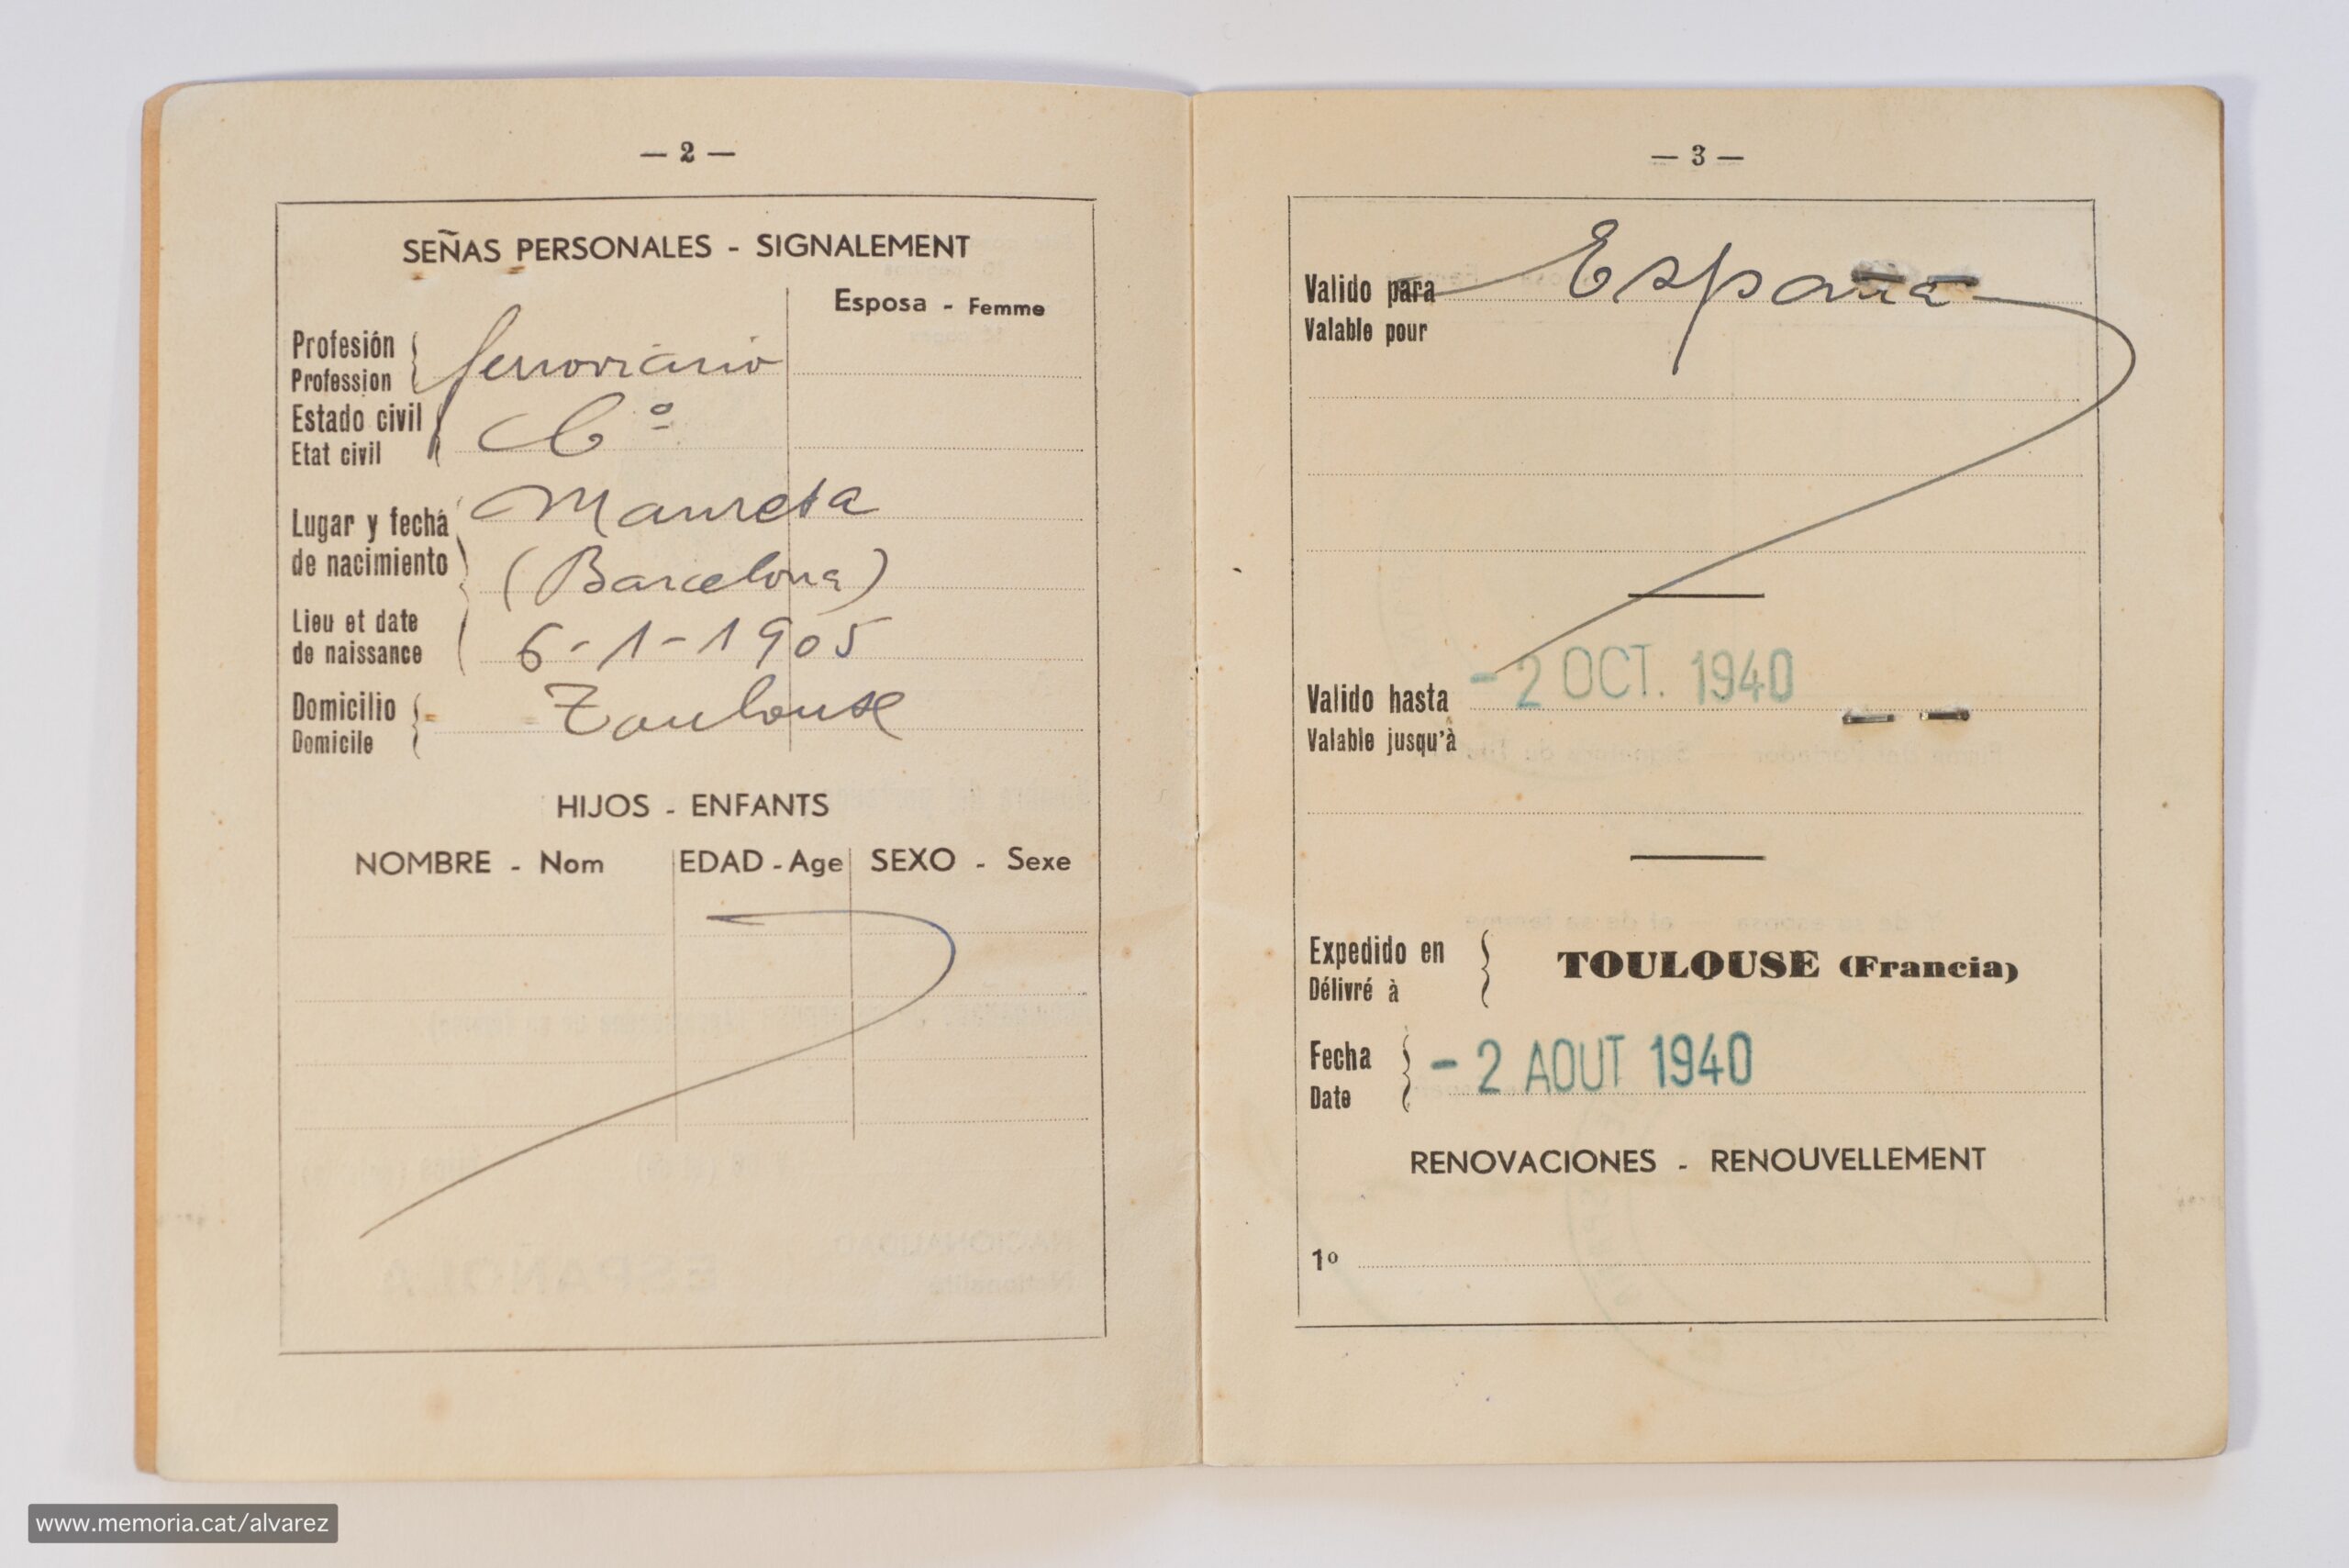 — 2 —
SEÑAS PERSONALES - SIGNALEMENT
Esposa - Femme
Profesión
Profession
ferroviario
Estado civil
Etat civil
Cº
Lugar y fecha
de nacimiento
Manresa
(Barcelona)
Lieu et date
de naissance
6-1-1905
Domicilio
Domicile
Toulouse
HIJOS - ENFANTS
NOMBRE - Nom EDAD - Age SEXO - Sexe
— 3 —
Valido para España
Valable pour
Valido hasta - 2 OCT. 1940
Valable jusqu'à
Expedido en
Délivré à
TOULOUSE (Francia)
Fecha
Date
- 2 AOUT 1940
RENOVACIONES - RENOUVELLEMENT
1º
www.memoria.cat/alvarez